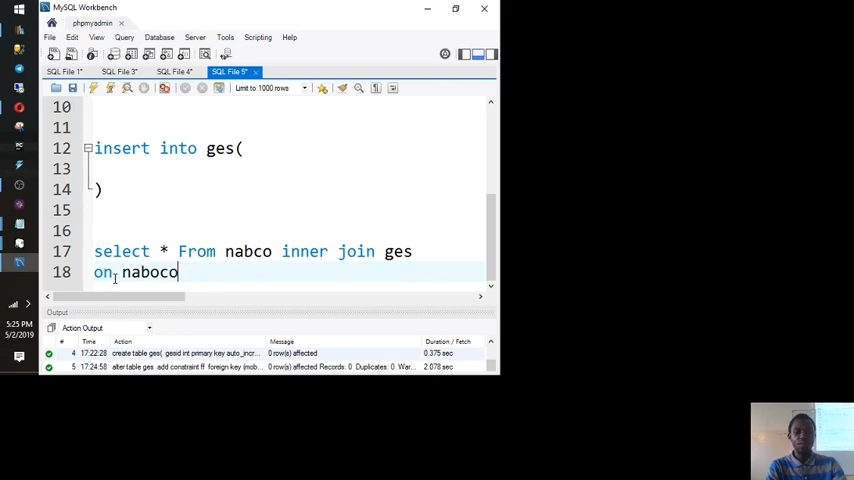 MySQL Workbench
phpmyadmin
File Edit View Query Database Server Tools Scripting Help
SQL File 1* SQL File 3* SQL File 4* SQL File 5*
Limit to 1000 rows
10
11
12 insert into ges(
13
14 )
15
16
17 select * From nabco inner join ges
18 on naboco
Output
Action Output
# Time Action Message Duration / Fetch
4 17:22:28 create table ges( gesid int primary key auto_incr... 0 row(s) affected 0.375 sec
5 17:24:58 alter table ges add constraint ff foreign key (mob... 0 row(s) affected Records: 0 Duplicates: 0 War... 2.078 sec
5:25 PM
5/2/2019